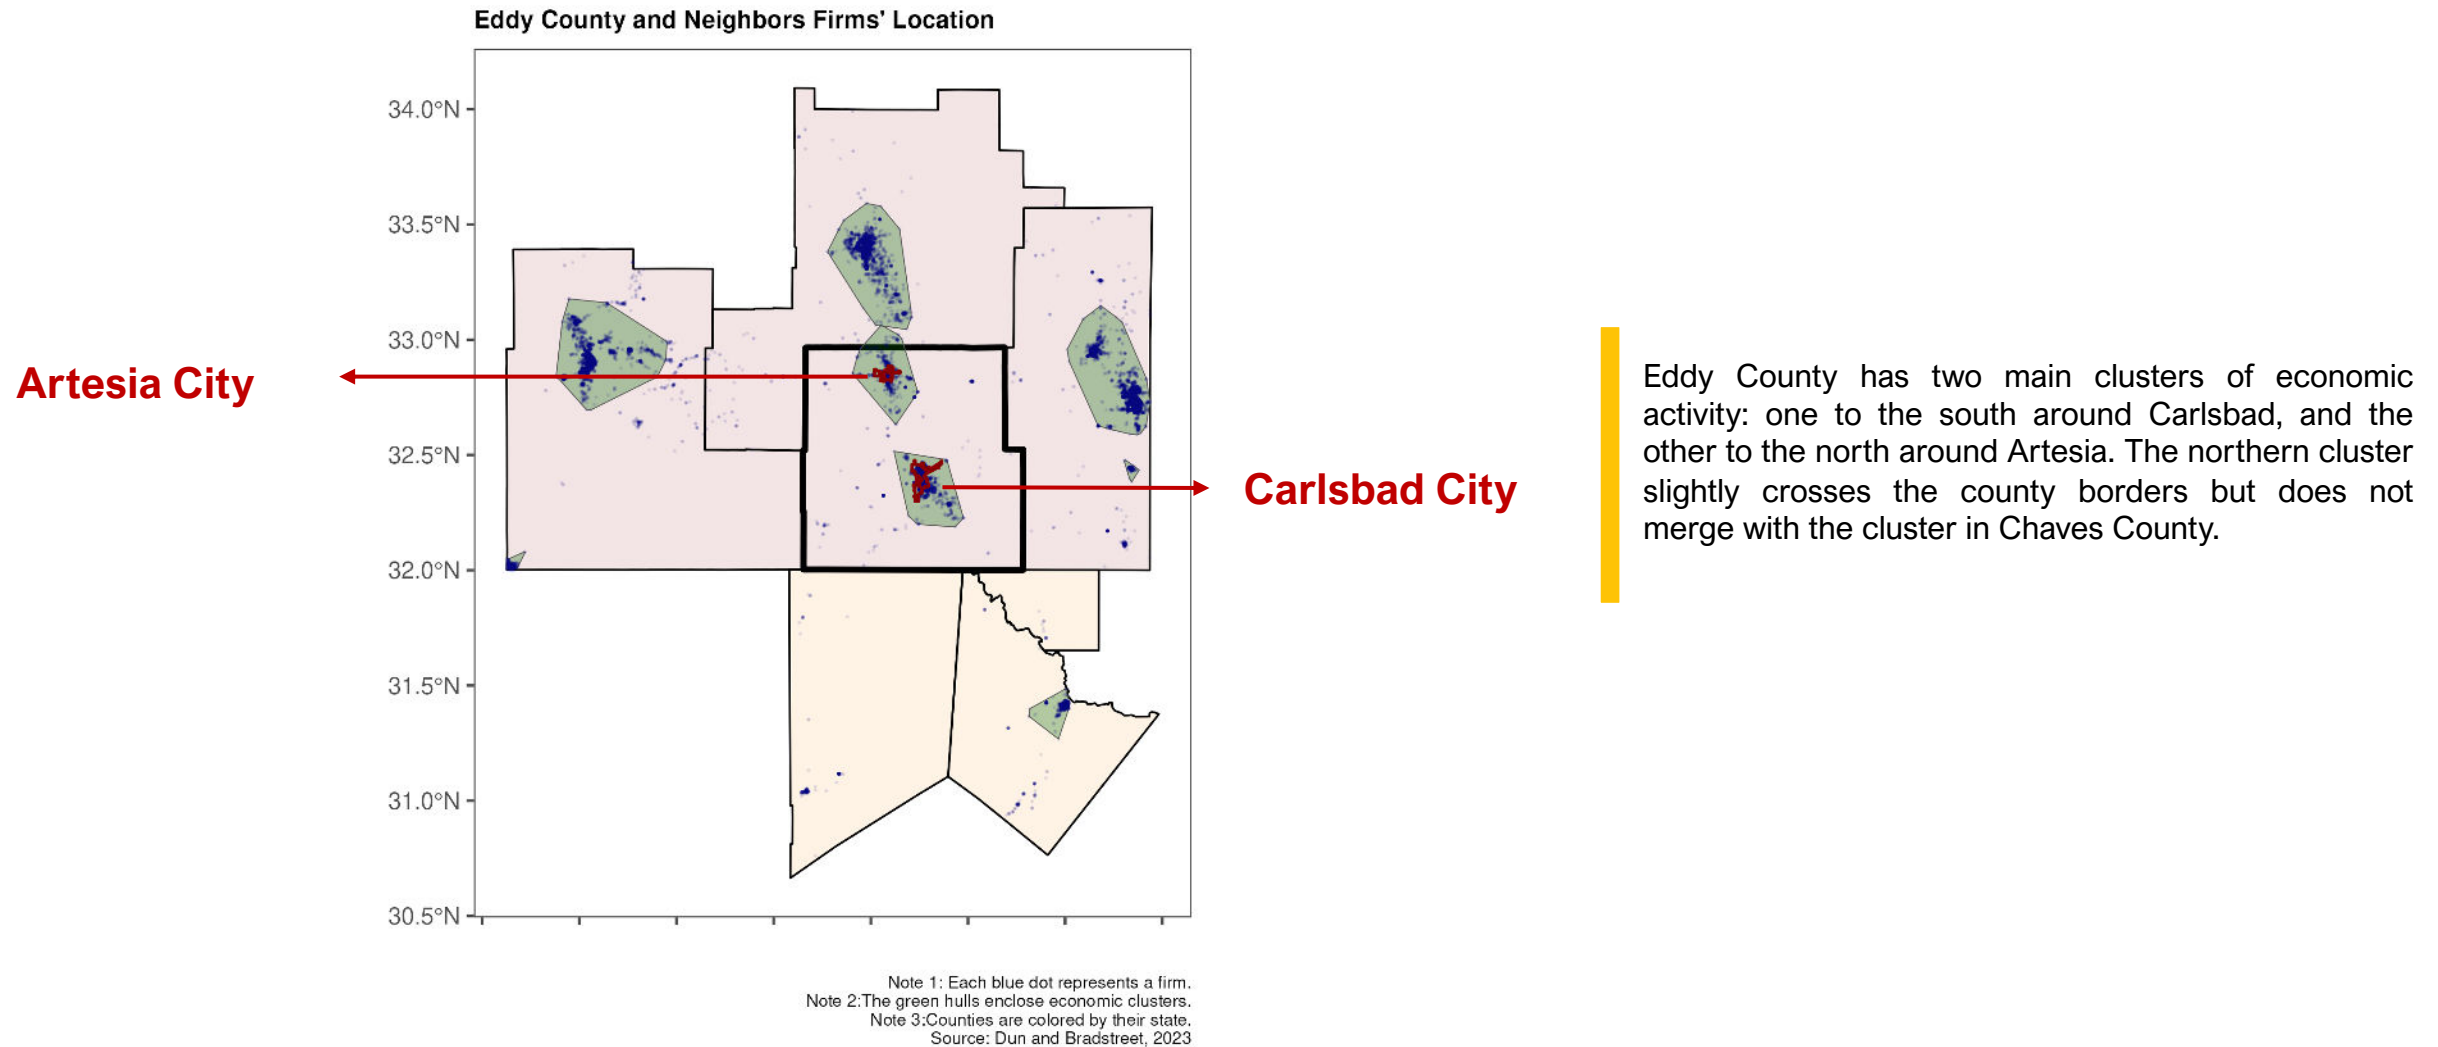 Eddy County and Neighbors Firms' Location
34.0°N
33.5°N
33.0°N
32.5°N
32.0°N
31.5°N
31.0°N
30.5°N
Artesia City
Carlsbad City
Eddy County has two main clusters of economic
activity: one to the south around Carlsbad, and the
other to the north around Artesia. The northern cluster
slightly crosses the county borders but does not
merge with the cluster in Chaves County.
Note 1: Each blue dot represents a firm.
Note 2:The green hulls enclose economic clusters.
Note 3:Counties are colored by their state.
Source: Dun and Bradstreet, 2023